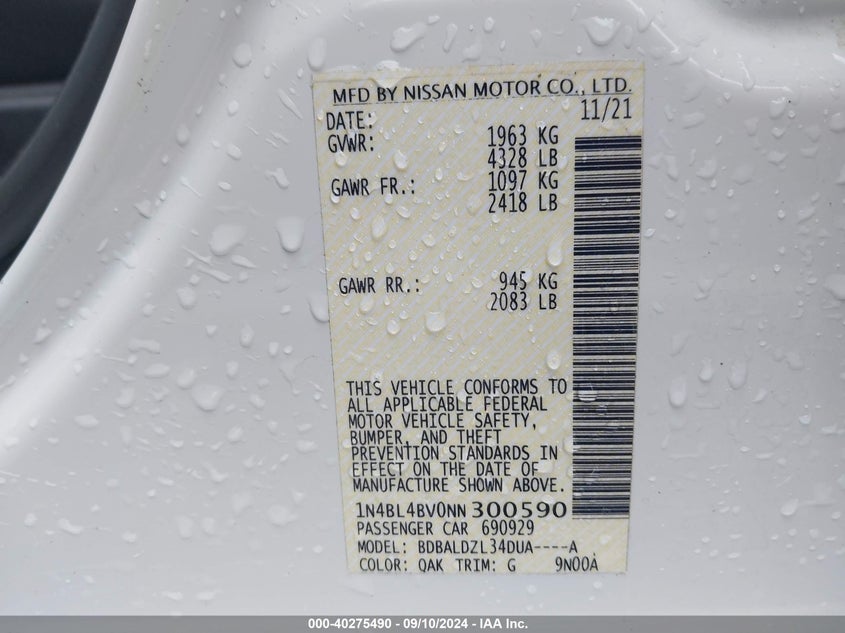 MFD BY NISSAN MOTOR CO., LTD.
DATE: 11/21
GVWR: 1963 KG
4328 LB
GAWR FR.: 1097 KG
2418 LB
GAWR RR.: 945 KG
2083 LB
THIS VEHICLE CONFORMS TO
ALL APPLICABLE FEDERAL
MOTOR VEHICLE SAFETY,
BUMPER, AND THEFT
PREVENTION STANDARDS IN
EFFECT ON THE DATE OF
MANUFACTURE SHOWN ABOVE.
1N4BL4BV0NN300590
PASSENGER CAR 690929
MODEL: BDBALDZL34DUA----A
COLOR: QAK TRIM: G 9N00A
000-40275490 - 09/10/2024 - IAA Inc.